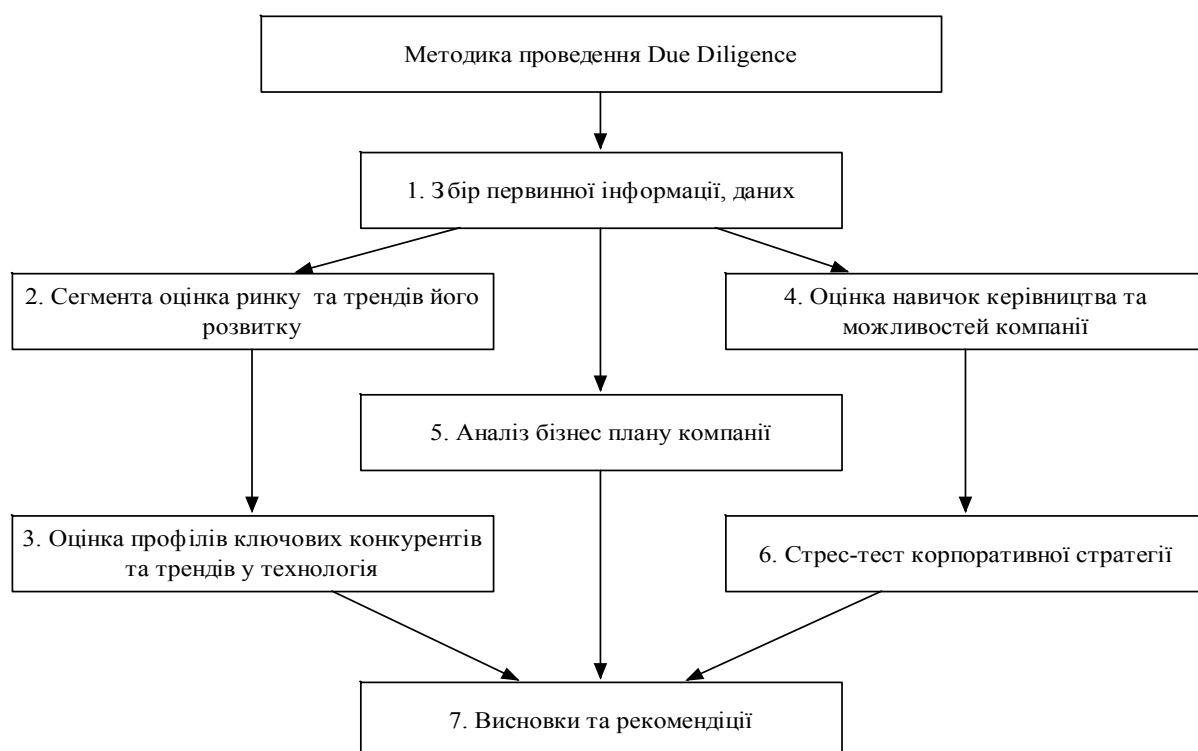 Методика проведення Due Diligence
1. Збір первинної інформації, даних
2. Сегмента оцінка ринку та трендів його
розвитку
4. Оцінка навичок керівництва та
можливостей компанії
5. Аналіз бізнес плану компанії
3. Оцінка профілів ключових конкурентів
та трендів у технологія
6. Стрес-тест корпоративної стратегії
7. Висновки та рекомендіції